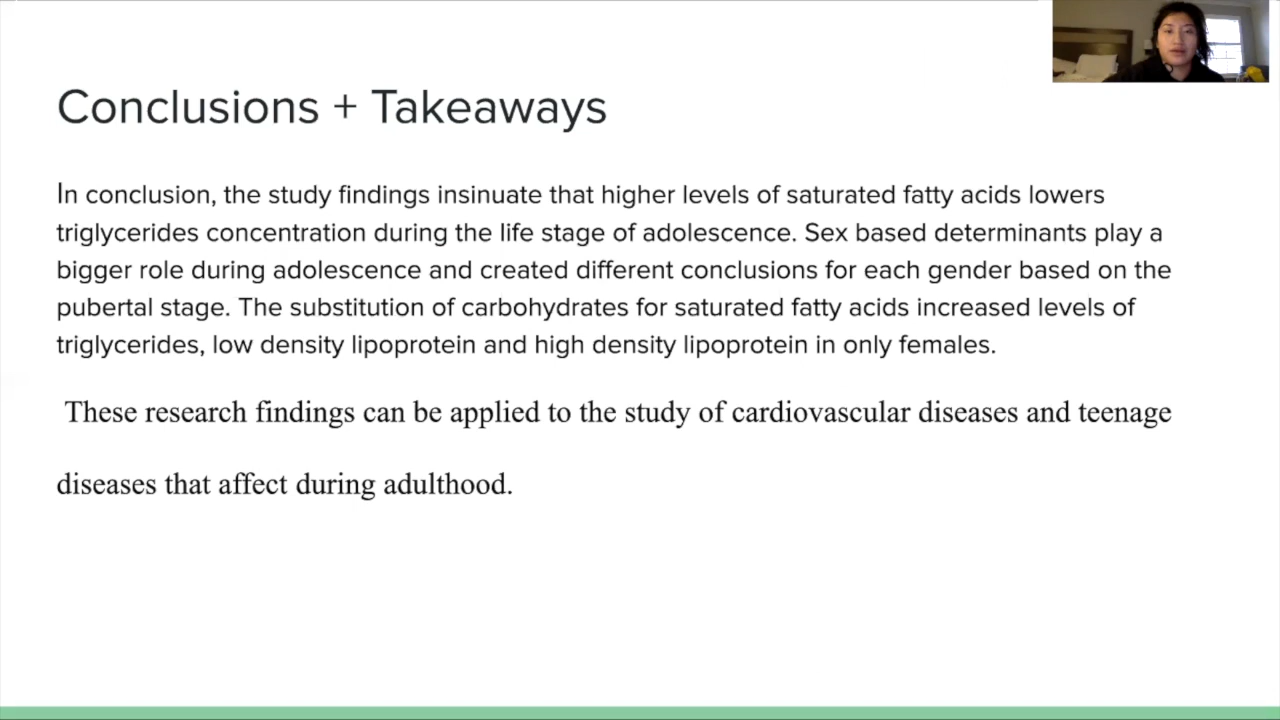 Conclusions + Takeaways
In conclusion, the study findings insinuate that higher levels of saturated fatty acids lowers
triglycerides concentration during the life stage of adolescence. Sex based determinants play a
bigger role during adolescence and created different conclusions for each gender based on the
pubertal stage. The substitution of carbohydrates for saturated fatty acids increased levels of
triglycerides, low density lipoprotein and high density lipoprotein in only females.
These research findings can be applied to the study of cardiovascular diseases and teenage
diseases that affect during adulthood.